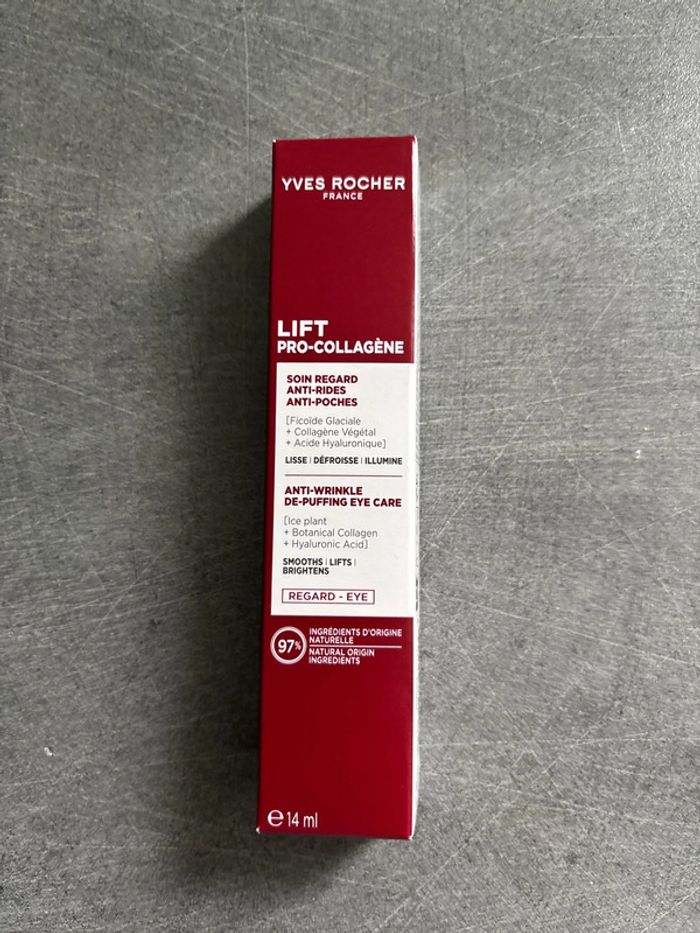 YVES ROCHER
FRANCE
LIFT
PRO-COLLAGÈNE
SOIN REGARD
ANTI-RIDES
ANTI-POCHES
[Ficoïde Glaciale
+ Collagène Végétal
+ Acide Hyaluronique]
LISSE | DÉFROISSE | ILLUMINE
ANTI-WRINKLE
DE-PUFFING EYE CARE
[Ice plant
+ Botanical Collagen
+ Hyaluronic Acid]
SMOOTHS | LIFTS |
BRIGHTENS
REGARD - EYE
97%
INGRÉDIENTS D'ORIGINE
NATURELLE
NATURAL ORIGIN
INGREDIENTS
℮ 14 ml